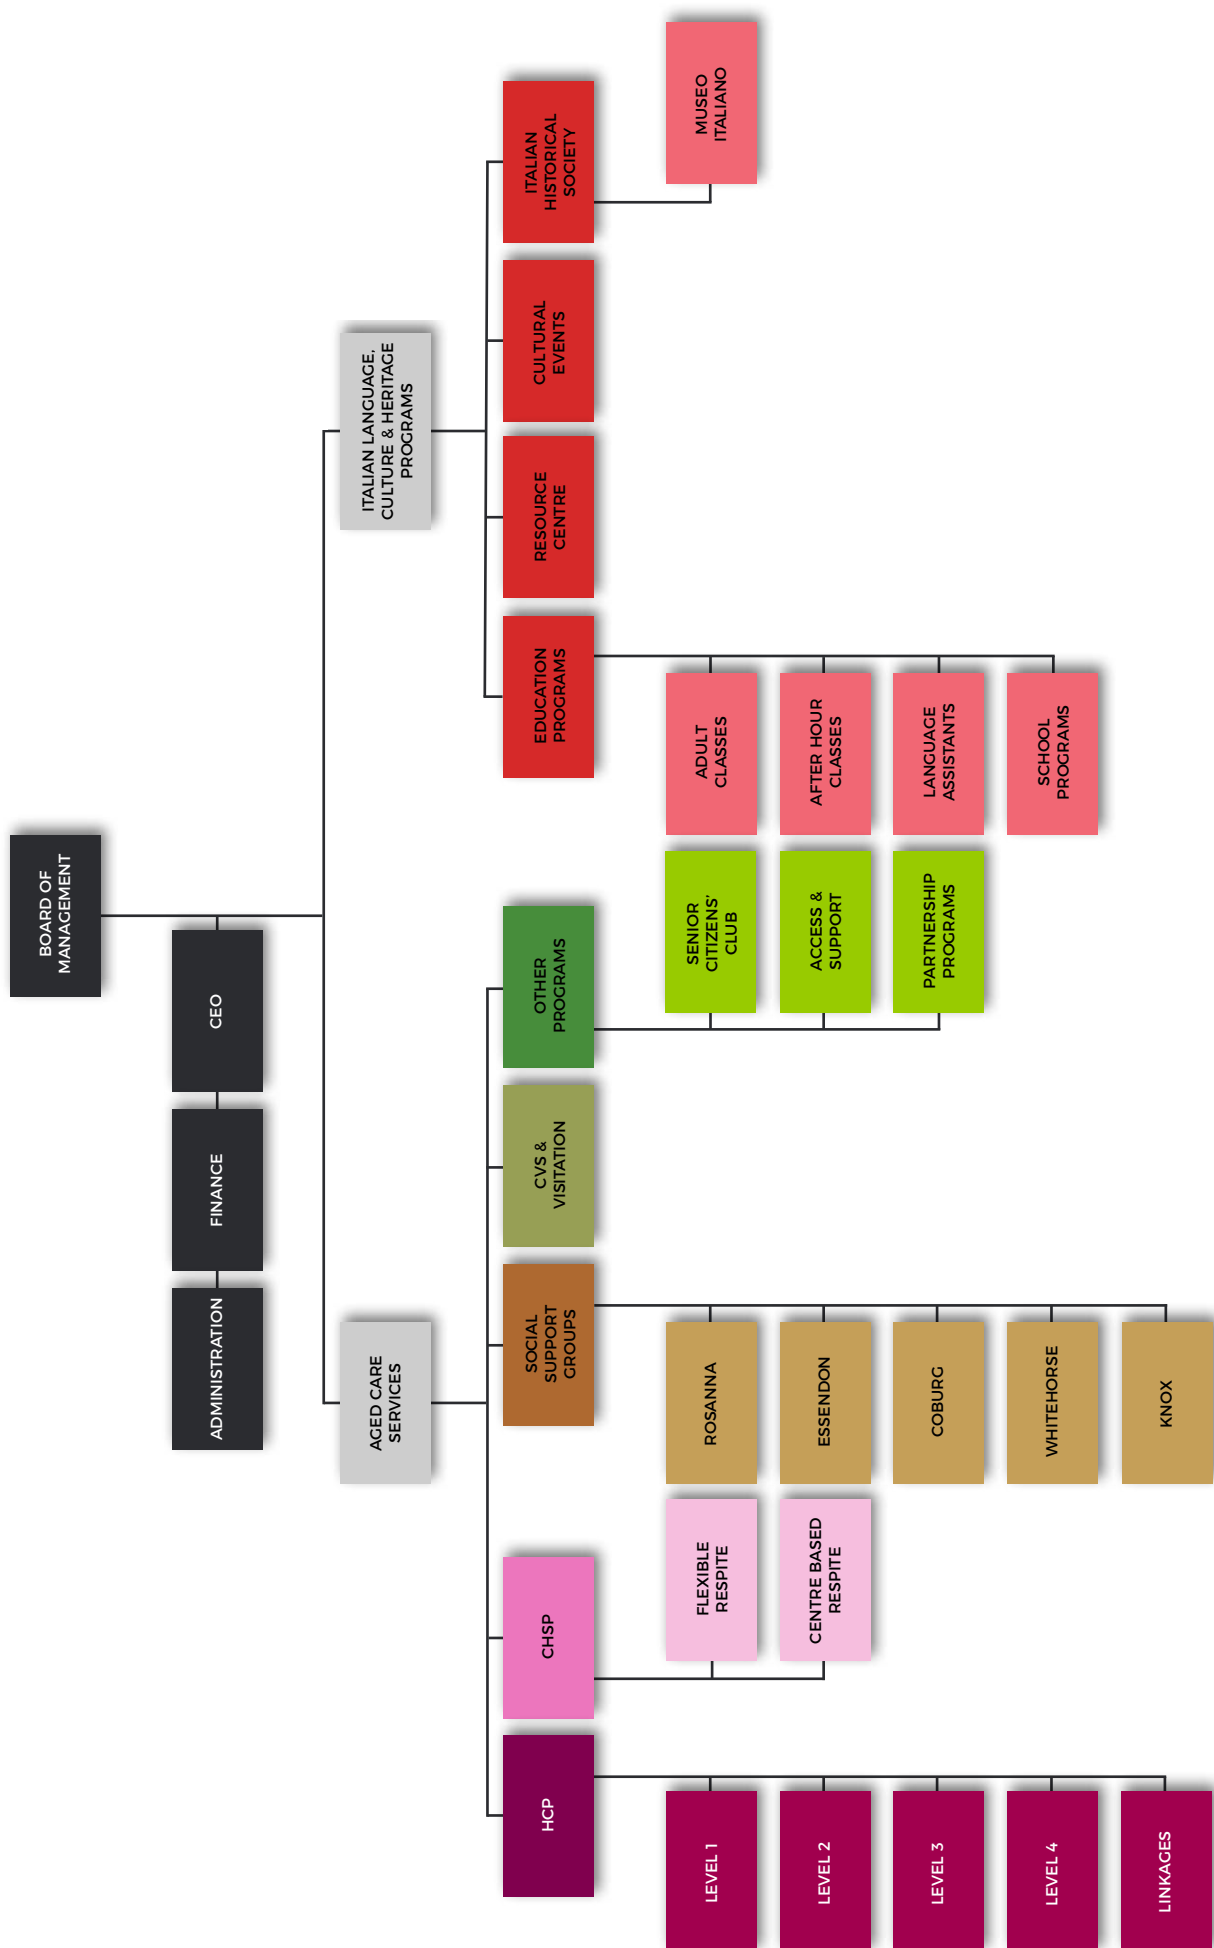 BOARD OF
MANAGEMENT
ADMINISTRATION
FINANCE
CEO
AGED CARE
SERVICES
ITALIAN LANGUAGE,
CULTURE & HERITAGE
PROGRAMS
HCP
CHSP
SOCIAL
SUPPORT
GROUPS
CVS &
VISITATION
OTHER
PROGRAMS
EDUCATION
PROGRAMS
RESOURCE
CENTRE
CULTURAL
EVENTS
ITALIAN
HISTORICAL
SOCIETY
LEVEL 1
FLEXIBLE
RESPITE
ROSANNA
SENIOR
CITIZENS’
CLUB
ADULT
CLASSES
MUSEO
ITALIANO
LEVEL 2
CENTRE BASED
RESPITE
ESSENDON
ACCESS &
SUPPORT
AFTER HOUR
CLASSES
LEVEL 3
COBURG
PARTNERSHIP
PROGRAMS
LANGUAGE
ASSISTANTS
LEVEL 4
WHITEHORSE
SCHOOL
PROGRAMS
LINKAGES
KNOX